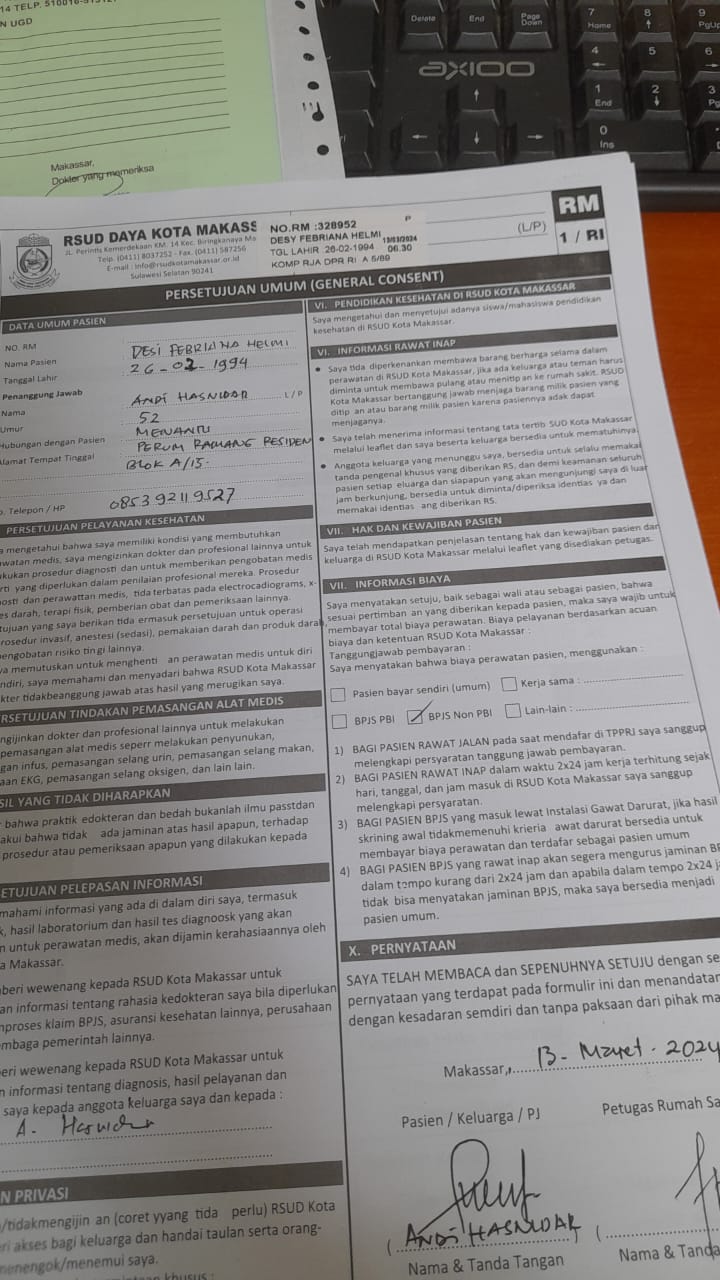 14 TELP. 510016-
N UGD
Makassar,
Dokter yang memeriksa
Delete
End
Page Down
7 Home
8
9 PgUp
AXIOO
4
5
6
1 End
2
3
0 Ins
RM
1 / RI
(L/P)
RSUD DAYA KOTA MAKASS
JL. Perintis Kemerdekaan KM. 14 Kec. Biringkanaya Ma
Telp. (0411) 8037252 - Fax. (0411) 587256
E-mail : info@rsudkotamakassar.or.id
Sulawesi Selatan 90241
NO.RM :328952 P
DESY FEBRIANA HELMI 13/03/2024
TGL LAHIR 26-02-1994 06.30
KOMP RJA DPR RI A 5/89
PERSETUJUAN UMUM (GENERAL CONSENT)
DATA UMUM PASIEN
NO. RM
Nama Pasien DESI FEBRIANA HELMI
Tanggal Lahir 26-02-1994
Penanggung Jawab
Nama ANDI HASNIDAR L / P
Umur 52
Hubungan dengan Pasien MENANTU
Alamat Tempat Tinggal PERUM RESIDEN
BLOK A/15.
. Telepon / HP 085392119527
PERSETUJUAN PELAYANAN KESEHATAN
a mengetahui bahwa saya memiliki kondisi yang membutuhkan
watan medis, saya mengizinkan dokter dan profesional lainnya untuk
kukan prosedur diagnosti dan untuk memberikan pengobatan medis
rti yang diperlukan dalam penilaian profesional mereka. Prosedur
osti dan perawattan medis, tida terbatas pada electrocardiograms, x-
es darah, terapi fisik, pemberian obat dan pemeriksaan lainnya.
tujuan yang saya berikan tida ermasuk persetujuan untuk operasi
rosedur invasif, anestesi (sedasi), pemakaian darah dan produk darah,
pengobatan risiko tin gi lainnya.
ya memutuskan untuk menghenti an perawatan medis untuk diri
endiri, saya memahami dan menyadari bahwa RSUD Kota Makassar
kter tidakbeanggung jawab atas hasil yang merugikan saya.
RSETUJUAN TINDAKAN PEMASANGAN ALAT MEDIS
ngijinkan dokter dan profesional lainnya untuk melakukan
pemasangan alat medis seperr melakukan penyunukan,
gan infus, pemasangan selang urin, pemasangan selang makan,
aan EKG, pemasangan selang oksigen, dan lain lain.
SIL YANG TIDAK DIHARAPKAN
bahwa praktik edokteran dan bedah bukanlah ilmu passtdan
akui bahwa tidak ada jaminan atas hasil apapun, terhadap
prosedur atau pemeriksaan apapun yang dilakukan kepada
ETUJUAN PELEPASAN INFORMASI
mahami informasi yang ada di dalam diri saya, termasuk
k, hasil laboratorium dan hasil tes diagnoosk yang akan
n untuk perawatan medis, akan dijamin kerahasiaannya oleh
a Makassar.
beri wewenang kepada RSUD Kota Makassar untuk
an informasi tentang rahasia kedokteran saya bila diperlukan
mproses klaim BPJS, asuransi kesehatan lainnya, perusahaan
mbaga pemerintah lainnya.
beri wewenang kepada RSUD Kota Makassar untuk
n informasi tentang diagnosis, hasil pelayanan dan
saya kepada anggota keluarga saya dan kepada :
A. Hasnidar
N PRIVASI
/tidakmengijin an (coret yyang tida perlu) RSUD Kota
ri akses bagi keluarga dan handai taulan serta orang-
menengok/menemui saya.
VI. PENDIDIKAN KESEHATAN DI RSUD KOTA MAKASSAR
Saya mengetahui dan menyetujui adanya siswa/mahasiswa pendidikan
kesehatan di RSUD Kota Makassar.
VI. INFORMASI RAWAT INAP
• Saya tida diperkenankan membawa barang berharga selama dalam
perawatan di RSUD Kota Makassar, jika ada keluarga atau teman harus
diminta untuk membawa pulang atau menitip an ke rumah sakit. RSUD
Kota Makassar bertanggung jawab menjaga barang milik pasien yang
ditip an atau barang milik pasien karena pasiennya adak dapat
menjaganya.
• Saya telah menerima informasi tentang tata tertib SUD Kota Makassar
melalui leaflet dan saya beserta keluarga bersedia untuk mematuhinya.
• Anggota keluarga yang menunggu saya, bersedia untuk selalu memakai
tanda pengenal khusus yang diberikan RS, dan demi keamanan seluruh
pasien setiap eluarga dan siapapun yang akan mengunjungi saya di luar
jam berkunjung, bersedia untuk diminta/diperiksa identias ya dan
memakai identias ang diberikan RS.
VII. HAK DAN KEWAJIBAN PASIEN
Saya telah mendapatkan penjelasan tentang hak dan kewajiban pasien dan
keluarga di RSUD Kota Makassar melalui leaflet yang disediakan petugas.
VII. INFORMASI BIAYA
Saya menyatakan setuju, baik sebagai wali atau sebagai pasien, bahwa
sesuai pertimban an yang diberikan kepada pasien, maka saya wajib untuk
membayar total biaya perawatan. Biaya pelayanan berdasarkan acuan
biaya dan ketentuan RSUD Kota Makassar :
Tanggungjawab pembayaran :
Saya menyatakan bahwa biaya perawatan pasien, menggunakan :
Pasien bayar sendiri (umum) Kerja sama :
BPJS PBI BPJS Non PBI Lain-lain :
1) BAGI PASIEN RAWAT JALAN pada saat mendafar di TPPRJ saya sanggup
melengkapi persyaratan tanggung jawab pembayaran.
2) BAGI PASIEN RAWAT INAP dalam waktu 2x24 jam kerja terhitung sejak
hari, tanggal, dan jam masuk di RSUD Kota Makassar saya sanggup
melengkapi persyaratan.
3) BAGI PASIEN BPJS yang masuk lewat Instalasi Gawat Darurat, jika hasil
skrining awal tidakmemenuhi krieria awat darurat bersedia untuk
membayar biaya perawatan dan terdafar sebagai pasien umum
4) BAGI PASIEN BPJS yang rawat inap akan segera mengurus jaminan BP
dalam tempo kurang dari 2x24 jam dan apabila dalam tempo 2x24 j
tidak bisa menyatakan jaminan BPJS, maka saya bersedia menjadi
pasien umum.
X. PERNYATAAN
SAYA TELAH MEMBACA dan SEPENUHNYA SETUJU dengan se
pernyataan yang terdapat pada formulir ini dan menandatan
dengan kesadaran semdiri dan tanpa paksaan dari pihak ma
Makassar, 13 - Maret - 2024
Pasien / Keluarga / PJ Petugas Rumah Sa
(ANDI HASNIDAR) (
Nama & Tanda Tangan Nama & Tanda